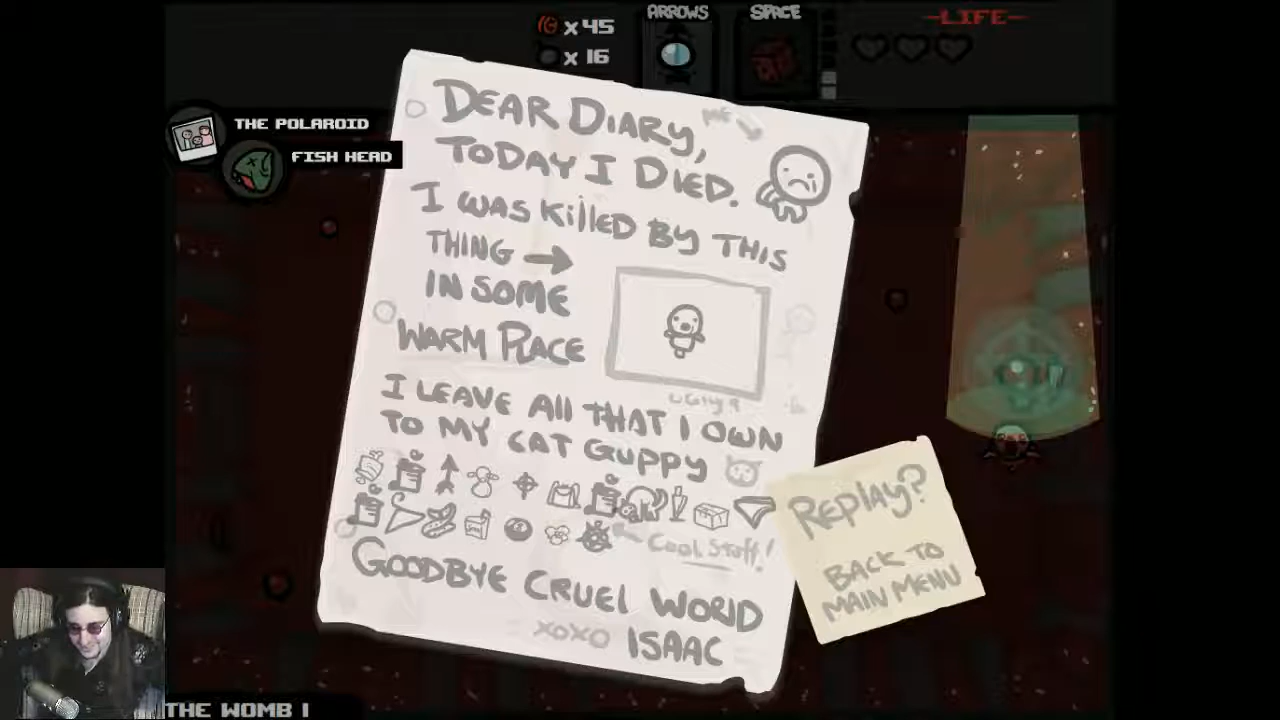 ARROWS
SPACE
-LIFE-
x45
x16
THE POLAROID
FISH HEAD
DEAR DIARY,
ME
TODAY I DIED.
I WAS KILLED BY THIS
THING →
IN SOME
WARM PLACE
I LEAVE ALL THAT I OWN
TO MY CAT GUPPY
COOL STUFF!
GOODBYE CRUEL WORLD
XOXO ISAAC
REPLAY?
BACK TO
MAIN MENU
THE WOMB I